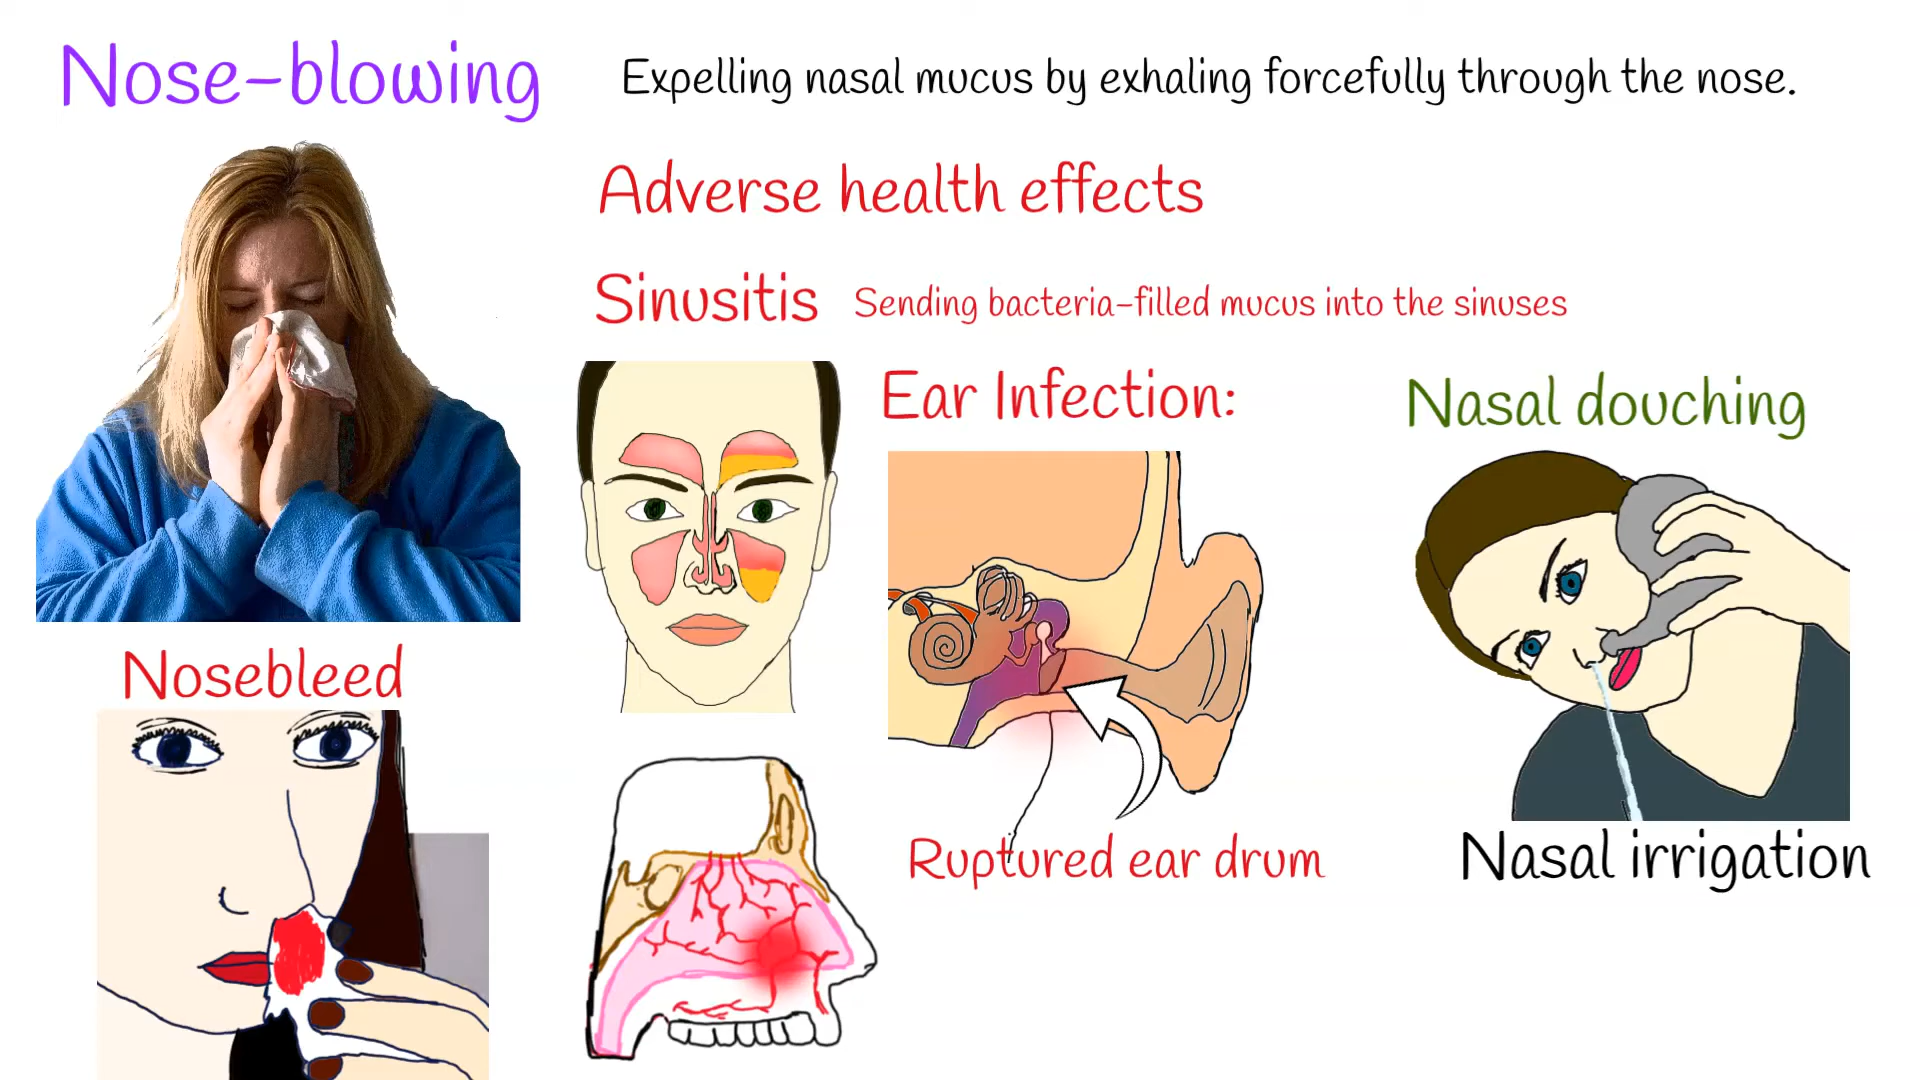 Nose-blowing
Expelling nasal mucus by exhaling forcefully through the nose.
Adverse health effects
Sinusitis
Sending bacteria-filled mucus into the sinuses
Ear Infection:
Nasal douching
Nosebleed
Ruptured ear drum
Nasal irrigation